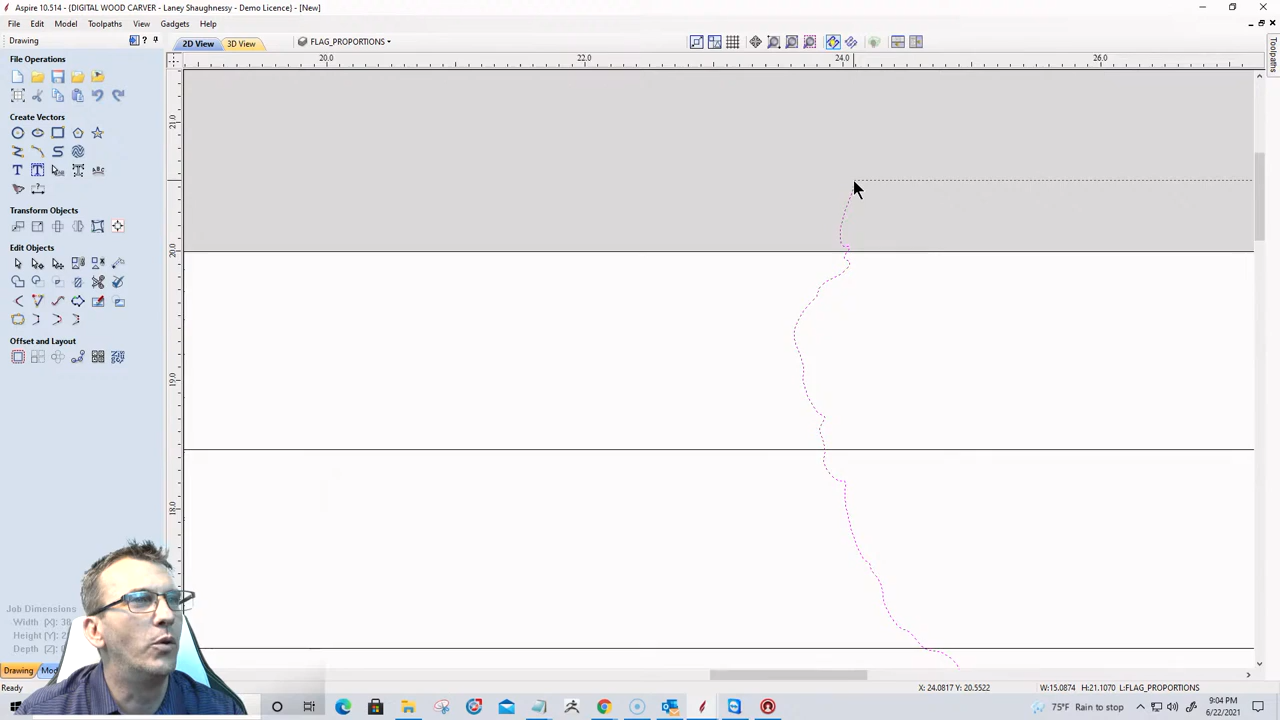 Aspire 10.514 - (DIGITAL WOOD CARVER - Laney Shaughnessy - Demo Licence) - [New]
File Edit Model Toolpaths View Gadgets Help
Drawing
2D View 3D View FLAG_PROPORTIONS
Toolpaths
File Operations
20.0 22.0 24.0 26.0
21.0
20.0
19.0
18.0
Create Vectors
Transform Objects
Edit Objects
Offset and Layout
Job Dimensions
Width (X): 38
Height (Y): 2
Depth (Z):
Drawing
Ready
X: 24.0817 Y: 20.5522
W:15.0874 H:21.1070 L:FLAG_PROPORTIONS
75°F Rain to stop
9:04 PM
6/22/2021